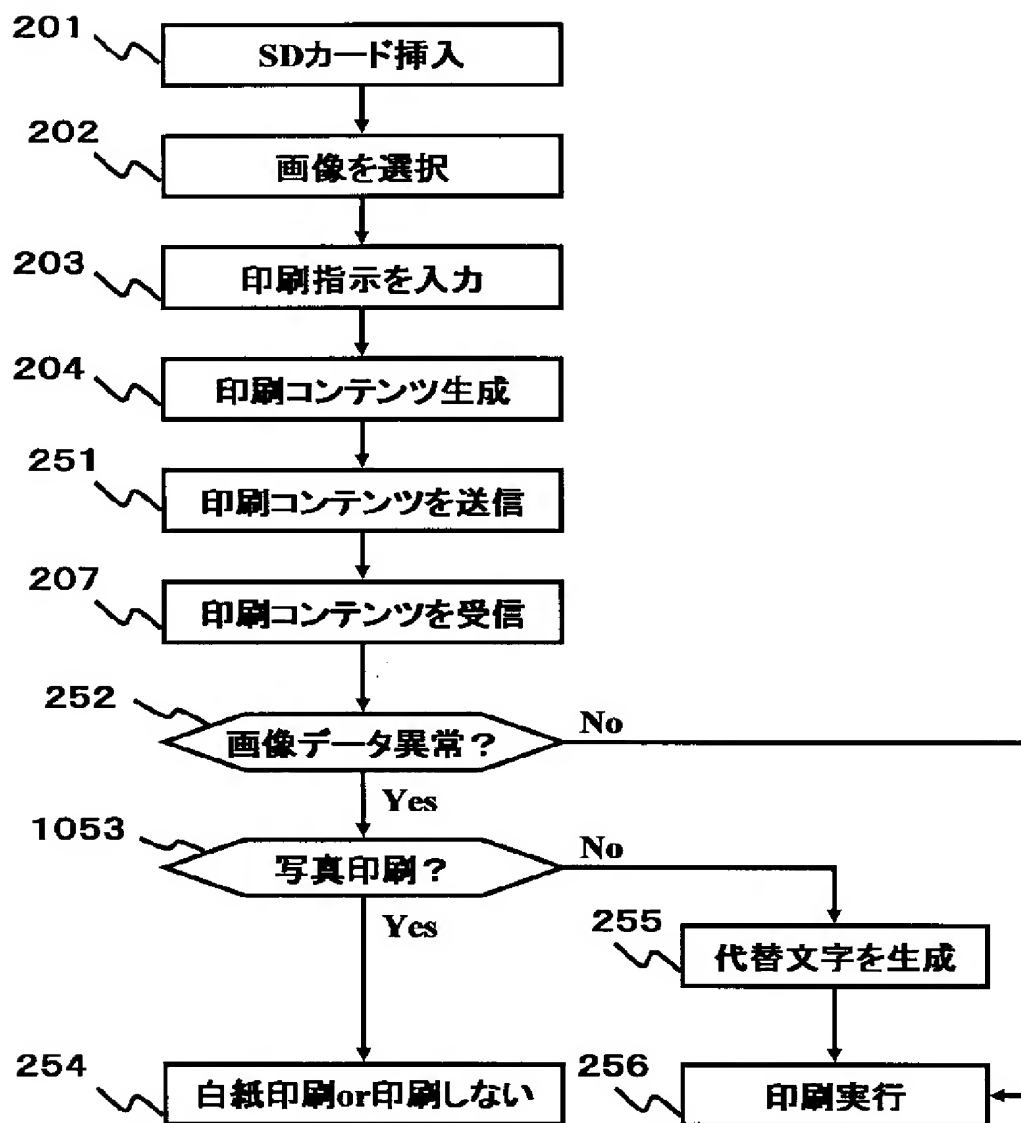 201
SDカード挿入
202
画像を選択
203
印刷指示を入力
204
印刷コンテンツ生成
251
印刷コンテンツを送信
207
印刷コンテンツを受信
252
画像データ異常？
No
Yes
1053
写真印刷？
No
Yes
255
代替文字を生成
254
白紙印刷or印刷しない
256
印刷実行